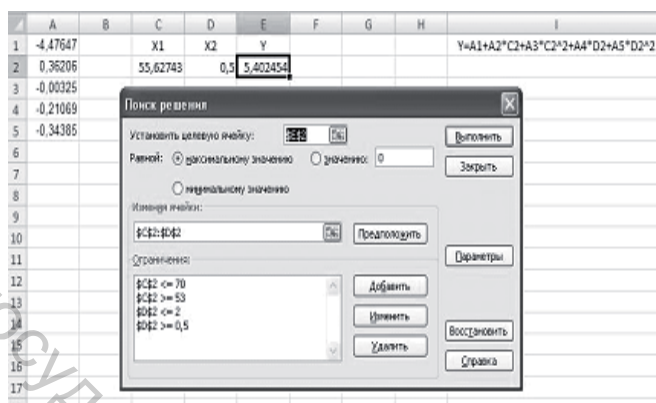 A B C D E F G H I
1 -4,47647 X1 X2 Y Y=A1+A2*C2+A3*C2^2+A4*D2+A5*D2^2
2 0,36206 55,62743 0,5 5,402454
3 -0,00325
4 -0,21069
5 -0,34385
6
7
8
9
10
11
12
13
14
15
16
17
Поиск решения
Установить целевую ячейку: $E$2
Равной: максимальному значению значению: 0
минимальному значению
Изменяя ячейки:
$C$2:$D$2
Предположить
Ограничения:
$C$2 <= 70
$C$2 >= 53
$D$2 <= 2
$D$2 >= 0,5
Добавить
Изменить
Удалить
Выполнить
Закрыть
Параметры
Восстановить
Справка